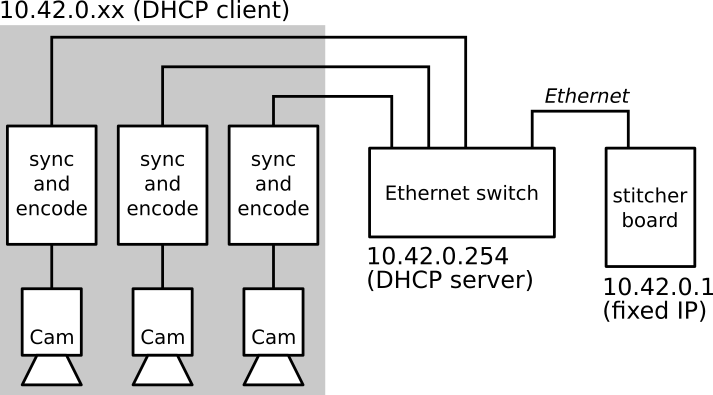 10.42.0.xx (DHCP client)
Ethernet
sync
and
encode
sync
and
encode
sync
and
encode
Ethernet switch
stitcher
board
10.42.0.254
(DHCP server)
10.42.0.1
(fixed IP)
Cam
Cam
Cam